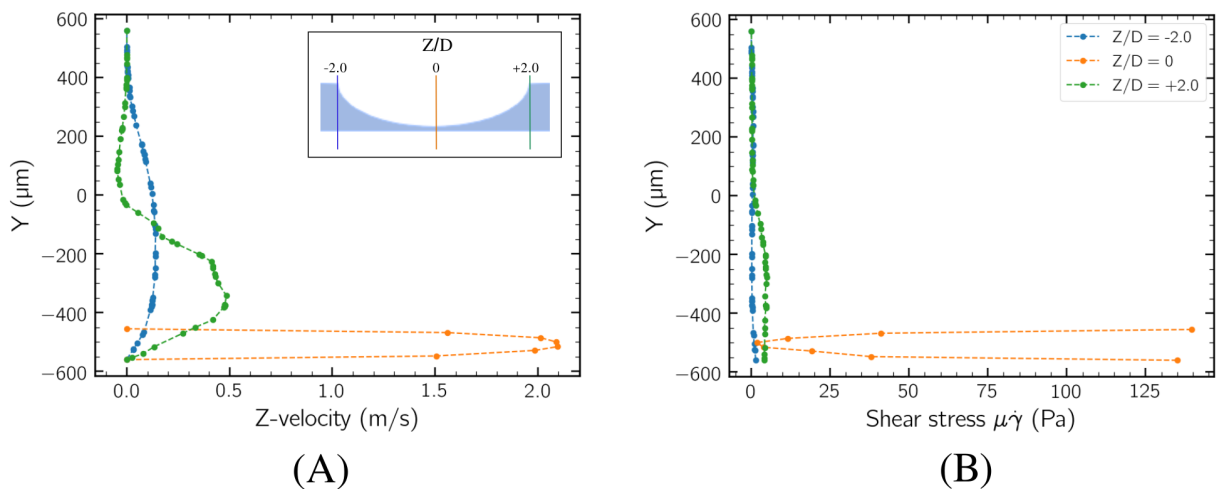 600
400
200
0
−200
−400
−600
Y (μm)
0.0 0.5 1.0 1.5 2.0
Z-velocity (m/s)
Z/D
-2.0 0 +2.0
(A)
600
400
200
0
−200
−400
−600
Y (μm)
0 25 50 75 100 125
Shear stress μγ̇ (Pa)
Z/D = -2.0
Z/D = 0
Z/D = +2.0
(B)